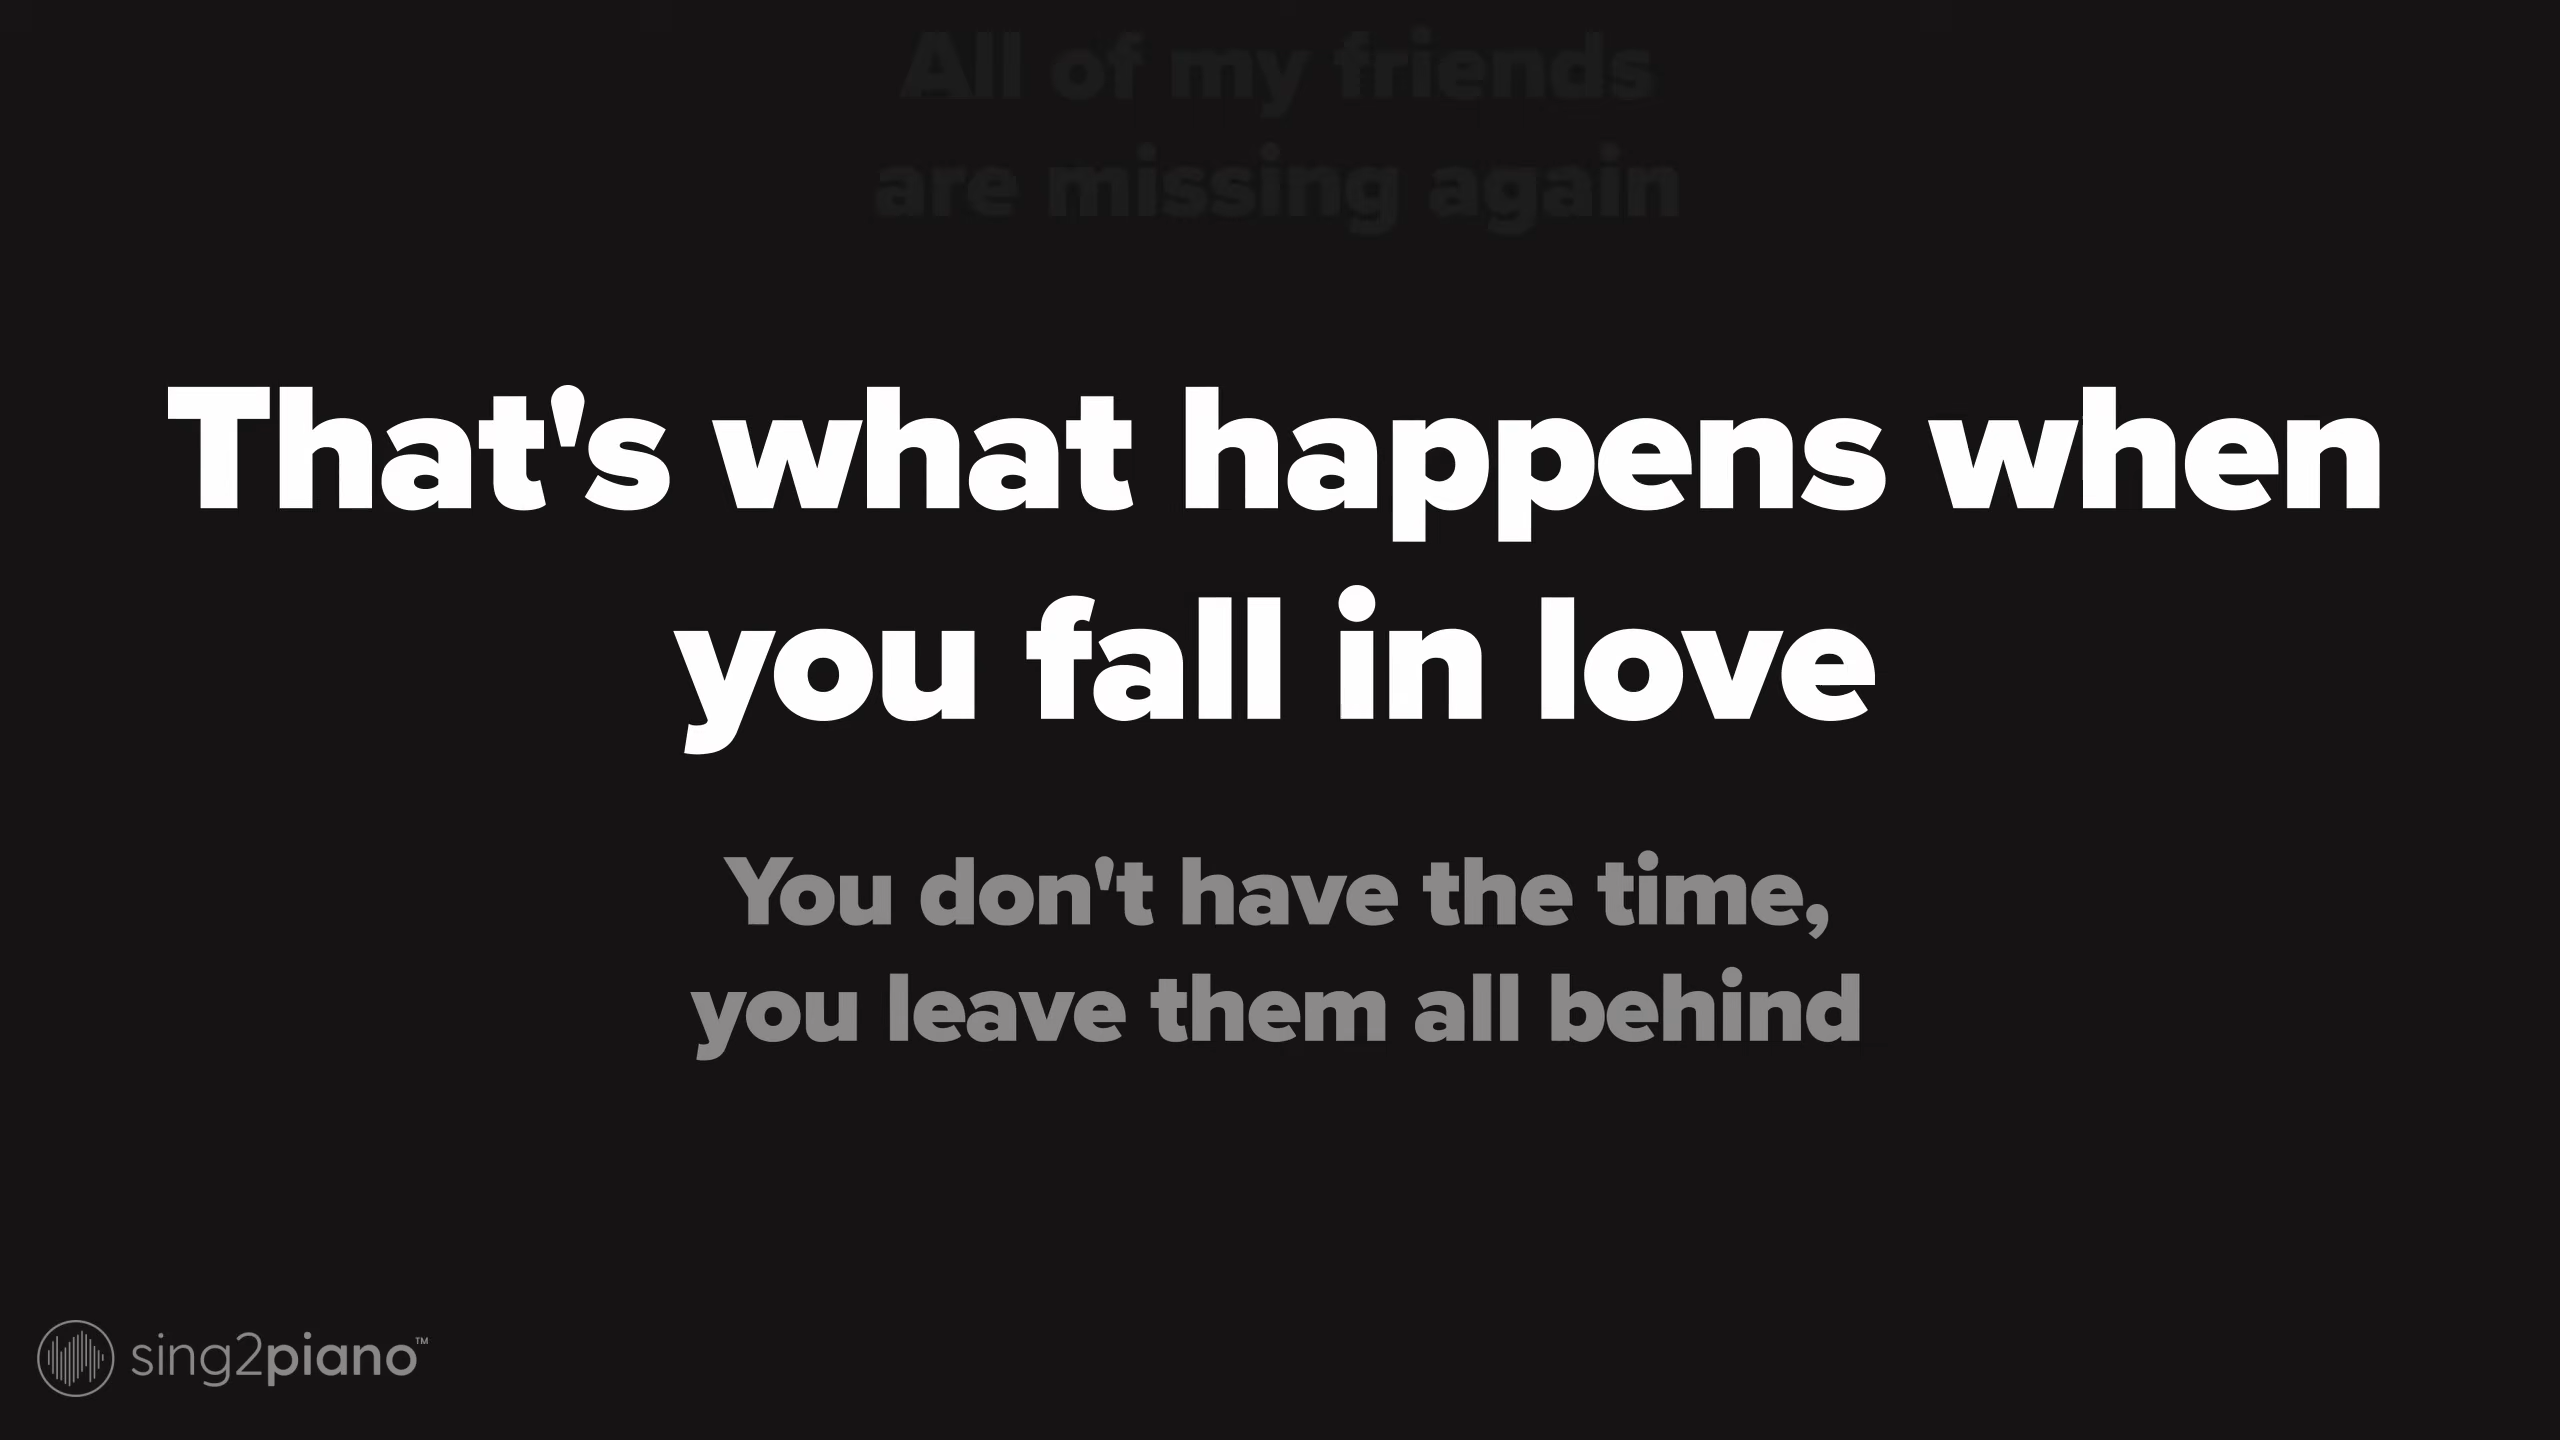 All of my friends
are missing again
That's what happens when
you fall in love
You don't have the time,
you leave them all behind
sing2piano™